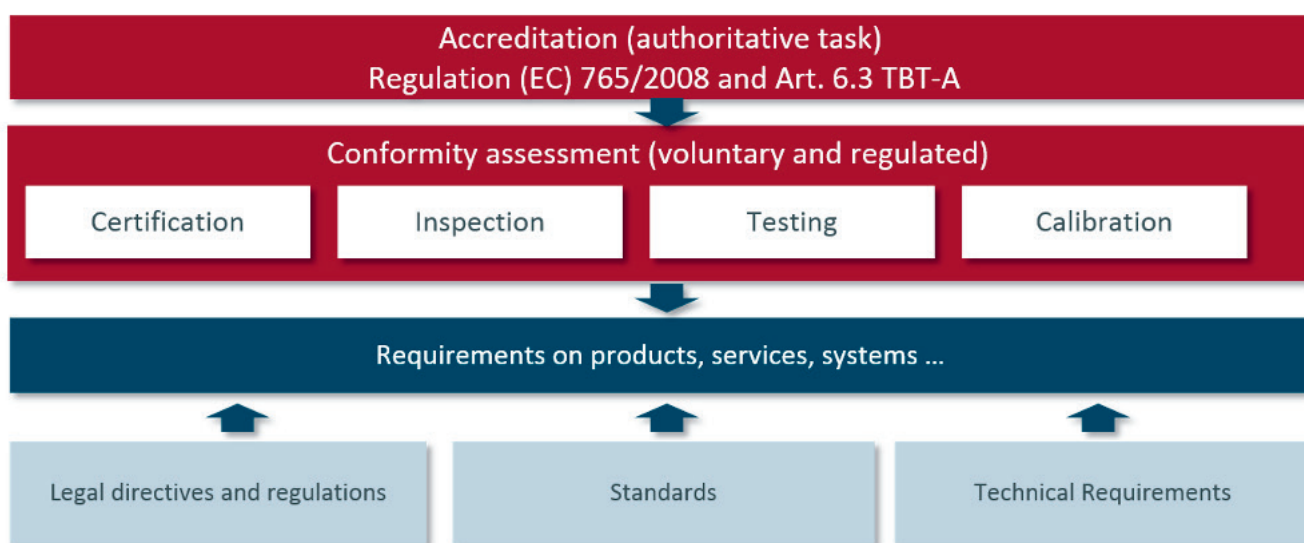 Accreditation (authoritative task)
Regulation (EC) 765/2008 and Art. 6.3 TBT-A
Conformity assessment (voluntary and regulated)
Certification
Inspection
Testing
Calibration
Requirements on products, services, systems ...
Legal directives and regulations
Standards
Technical Requirements